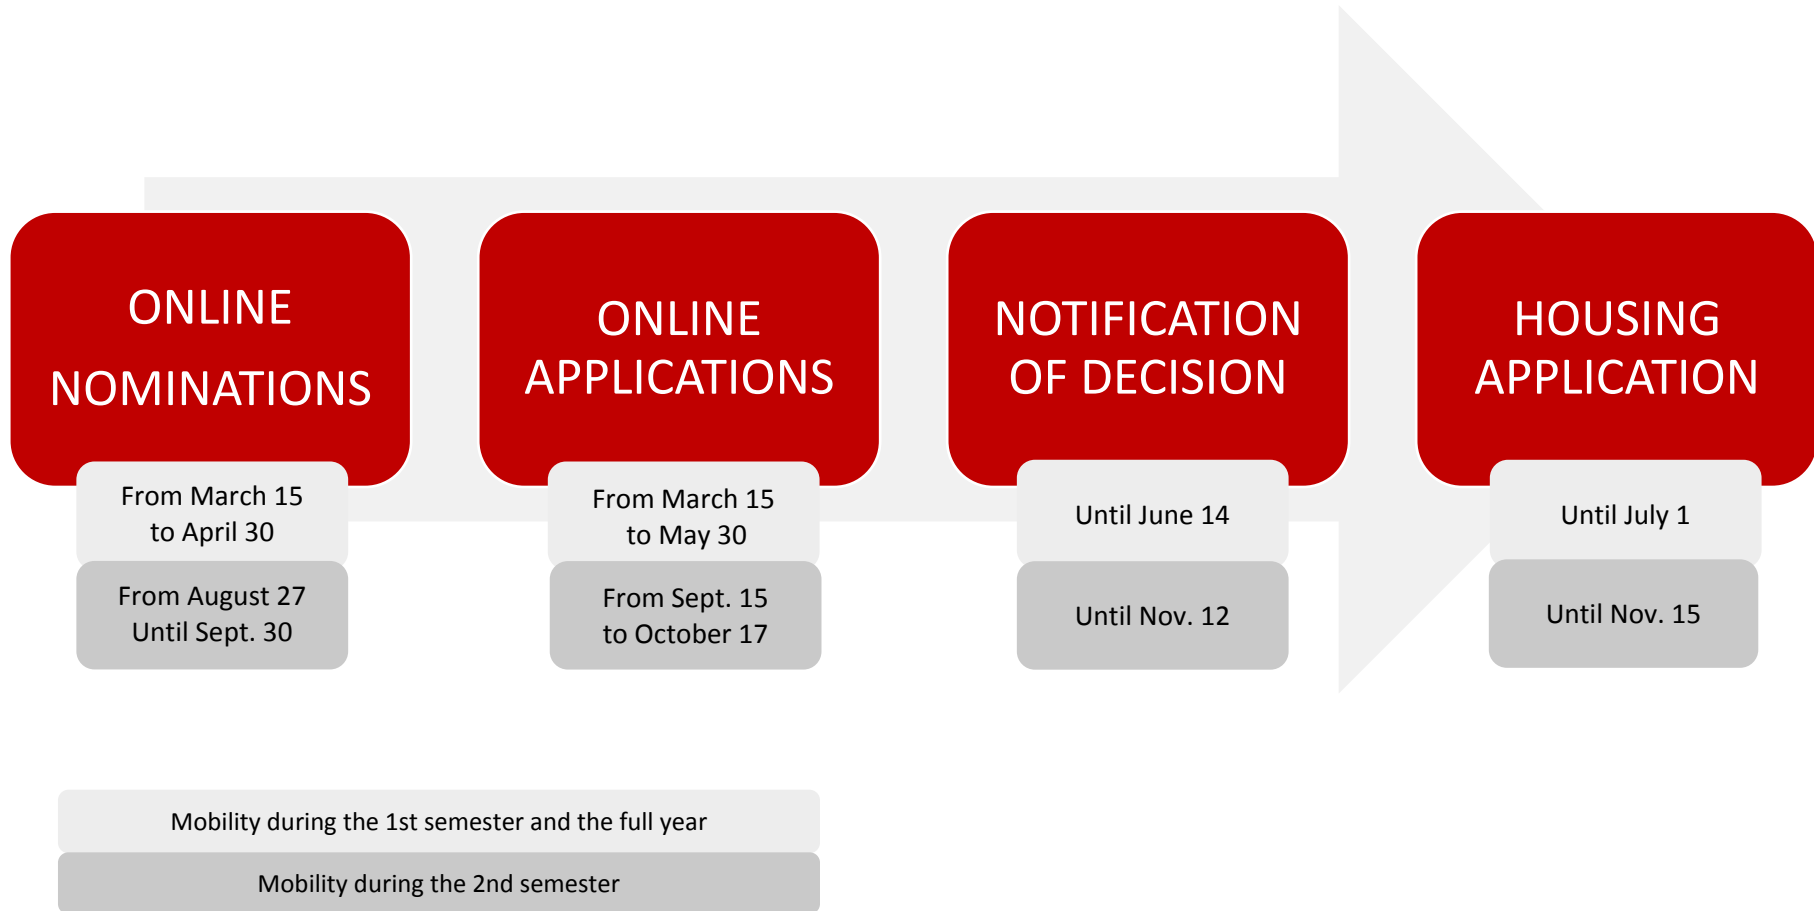 ONLINE
NOMINATIONS
From March 15
to April 30
From August 27
Until Sept. 30
ONLINE
APPLICATIONS
From March 15
to May 30
From Sept. 15
to October 17
NOTIFICATION
OF DECISION
Until June 14
Until Nov. 12
HOUSING
APPLICATION
Until July 1
Until Nov. 15
Mobility during the 1st semester and the full year
Mobility during the 2nd semester